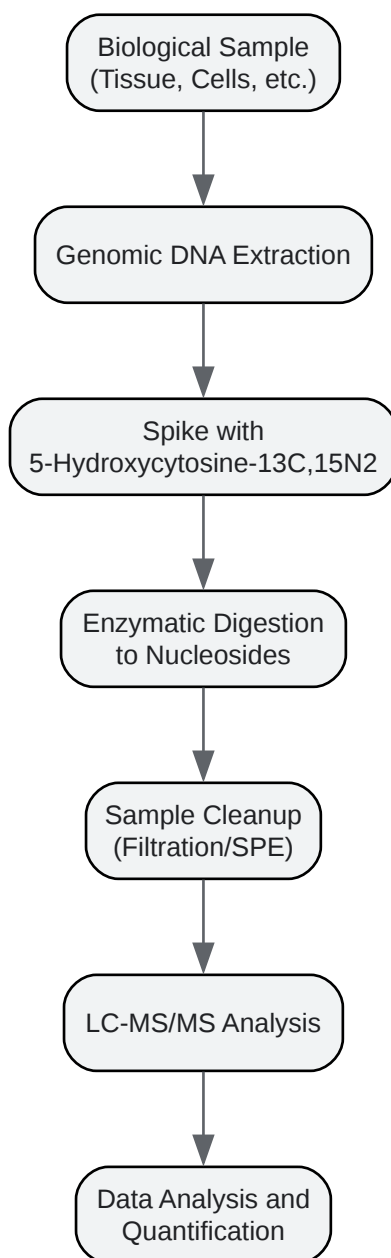 Biological Sample
(Tissue, Cells, etc.)
Genomic DNA Extraction
Spike with
5-Hydroxycytosine-13C,15N2
Enzymatic Digestion
to Nucleosides
Sample Cleanup
(Filtration/SPE)
LC-MS/MS Analysis
Data Analysis and
Quantification